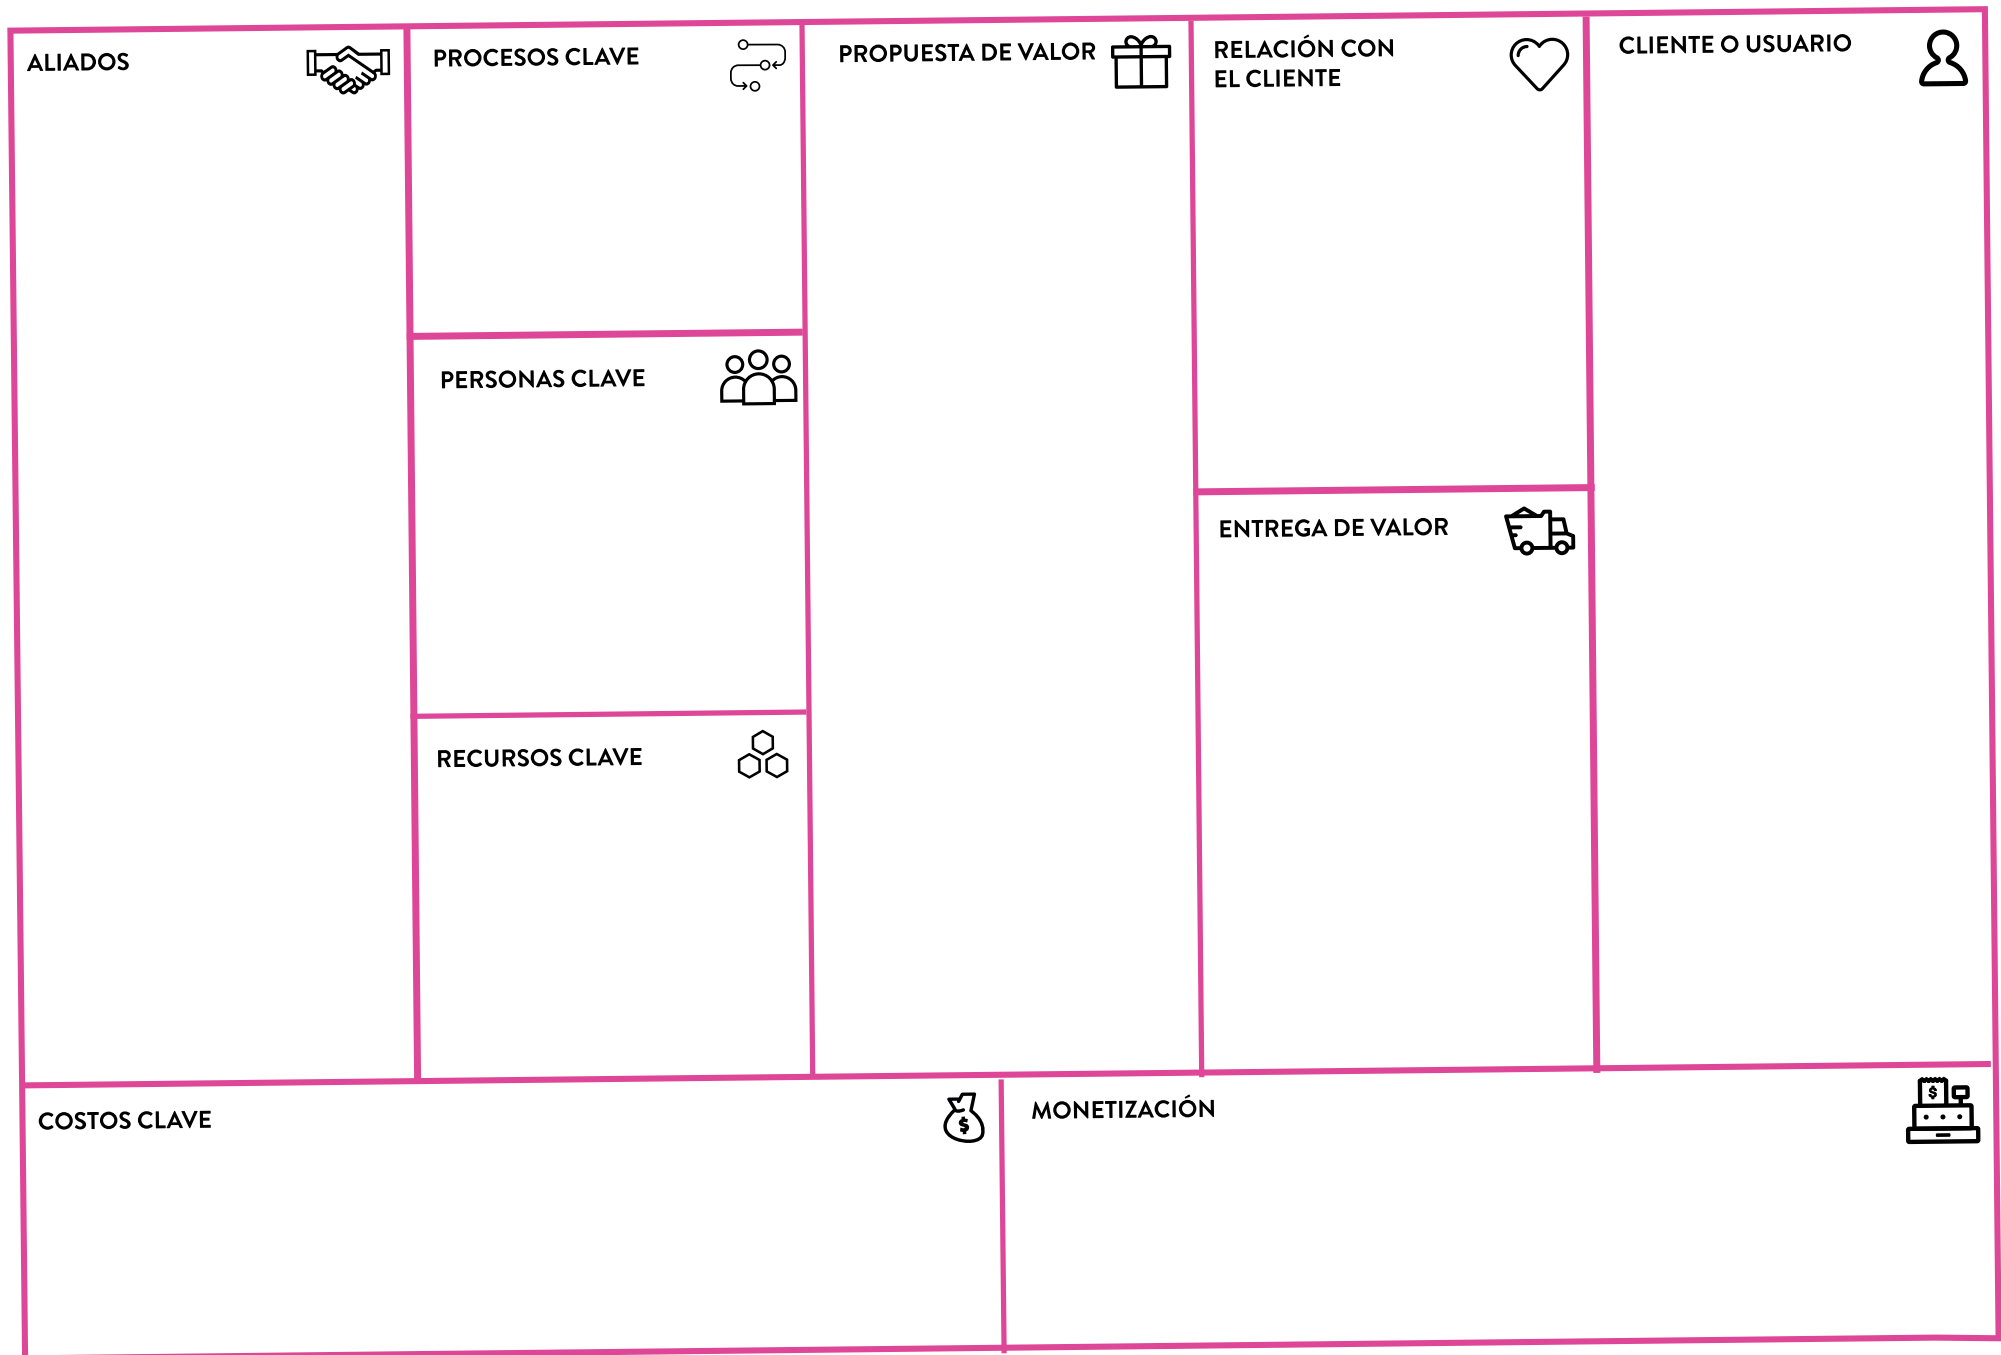 ALIADOS
PROCESOS CLAVE
PERSONAS CLAVE
RECURSOS CLAVE
PROPUESTA DE VALOR
RELACIÓN CON
EL CLIENTE
ENTREGA DE VALOR
CLIENTE O USUARIO
COSTOS CLAVE
$
MONETIZACIÓN
$